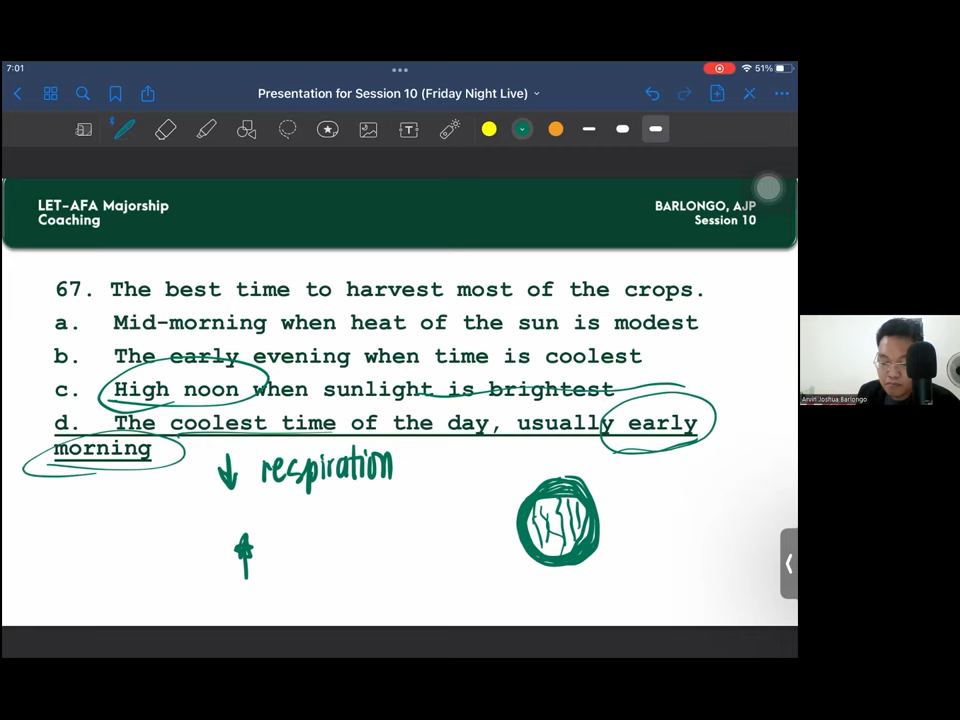 7:01
51%
Presentation for Session 10 (Friday Night Live)
LET-AFA Majorship
Coaching
BARLONGO, AJP
Session 10
67. The best time to harvest most of the crops.
a. Mid-morning when heat of the sun is modest
b. The early evening when time is coolest
c. High noon when sunlight is brightest
d. The coolest time of the day, usually early
morning
respiration
Arvin Joshua Barlongo